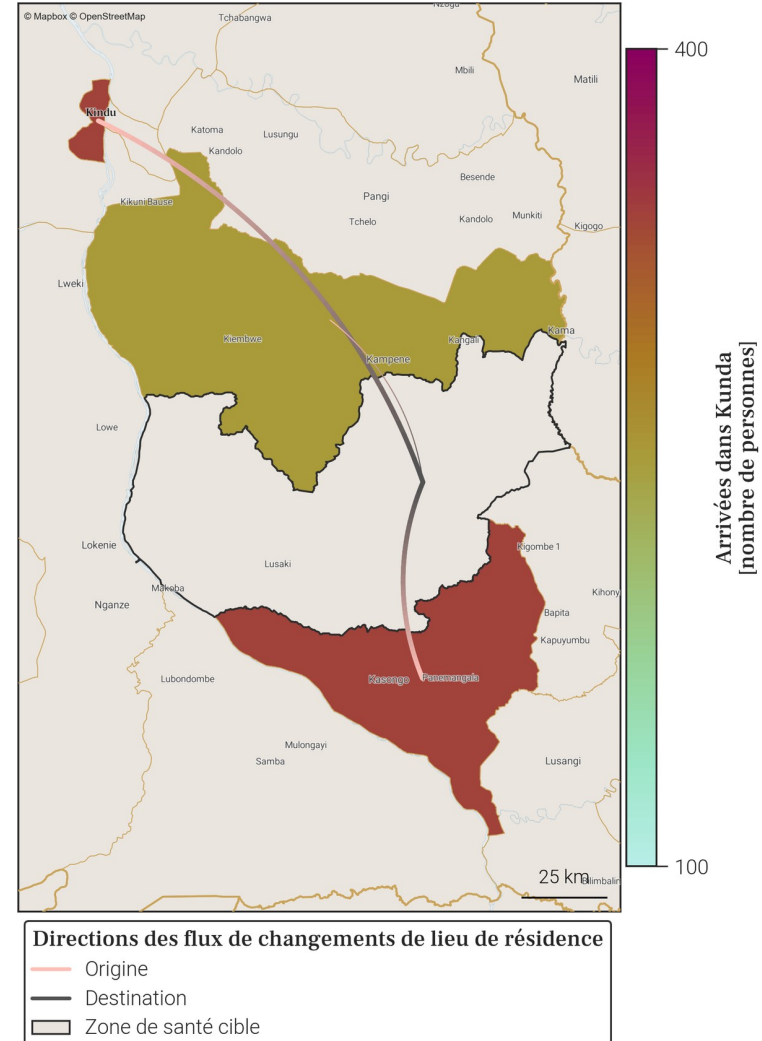 © Mapbox © OpenStreetMap
Tchabangwa
Nzogu
Mbili
Matili
Kindu
Katoma
Lusungu
Kandolo
Besende
Pangi
Kikuni Bause
Tchelo
Kandolo
Munkiti
Kigogo
Lweki
Kama
Kiembwe
Kangali
Kampene
Lowe
Lokenie
Kigombe 1
Lusaki
Makoba
Kihony
Nganze
Bapita
Kapuyumbu
Lubondombe
Kasongo
Panemangala
Mulongayi
Samba
Lusangi
25 km
400
100
Arrivées dans Kunda
[nombre de personnes]
Directions des flux de changements de lieu de résidence
Origine
Destination
Zone de santé cible